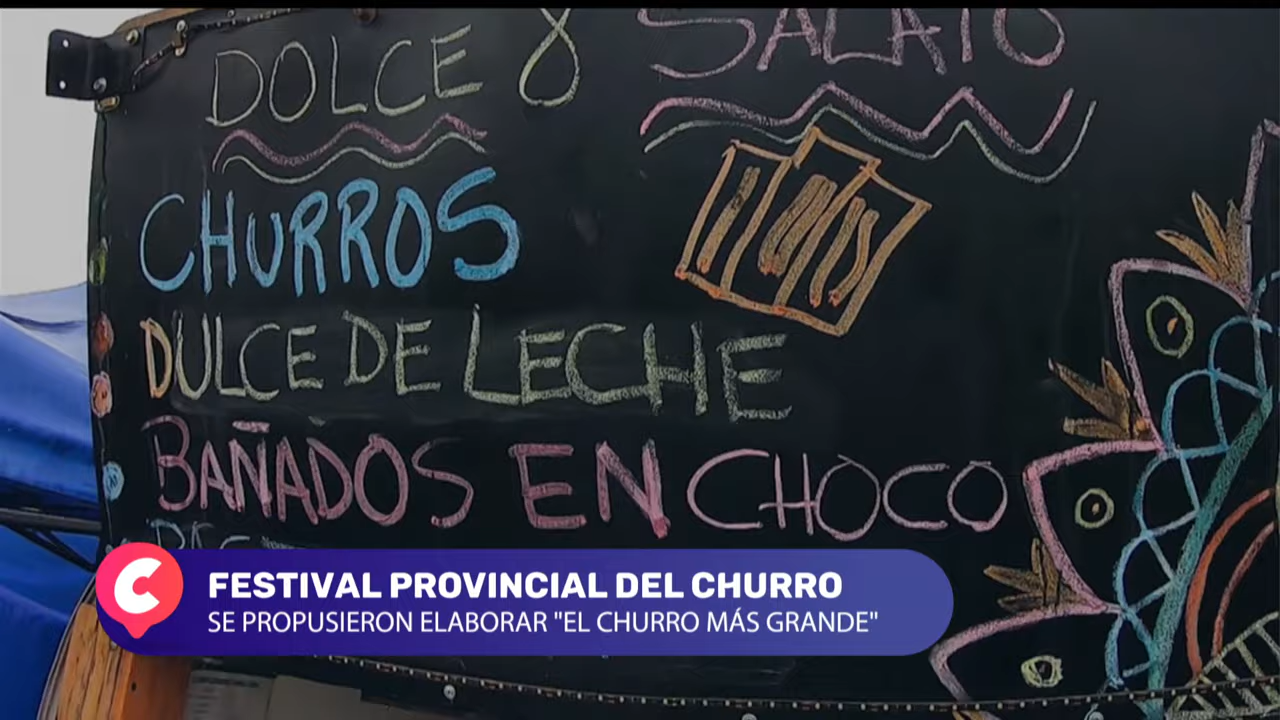 DOLCE & SALATO
CHURROS
DULCE DE LECHE
BAÑADOS EN CHOCO
C
FESTIVAL PROVINCIAL DEL CHURRO
SE PROPUSIERON ELABORAR "EL CHURRO MÁS GRANDE"